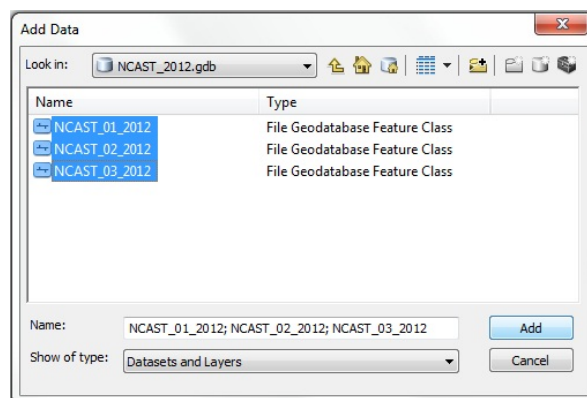 Add Data
Look in: NCAST_2012.gdb
Name Type
NCAST_01_2012 File Geodatabase Feature Class
NCAST_02_2012 File Geodatabase Feature Class
NCAST_03_2012 File Geodatabase Feature Class
Name: NCAST_01_2012; NCAST_02_2012; NCAST_03_2012 Add
Show of type: Datasets and Layers Cancel